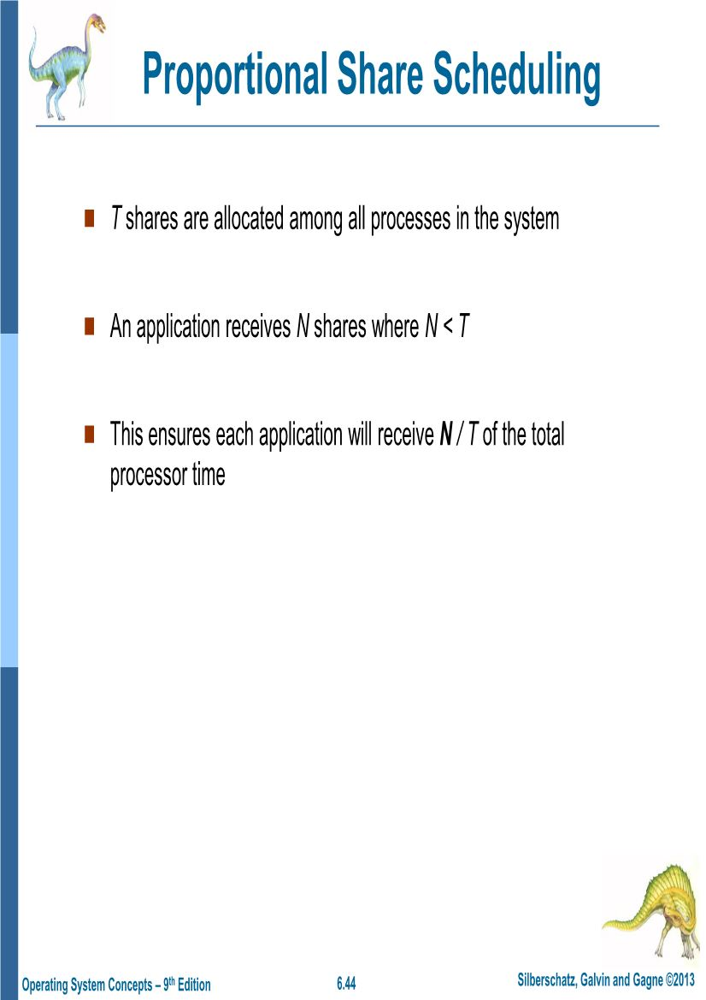 Proportional Share Scheduling
T shares are allocated among all processes in the system
An application receives N shares where N < T
This ensures each application will receive N / T of the total
processor time
Operating System Concepts – 9th Edition
6.44
Silberschatz, Galvin and Gagne ©2013